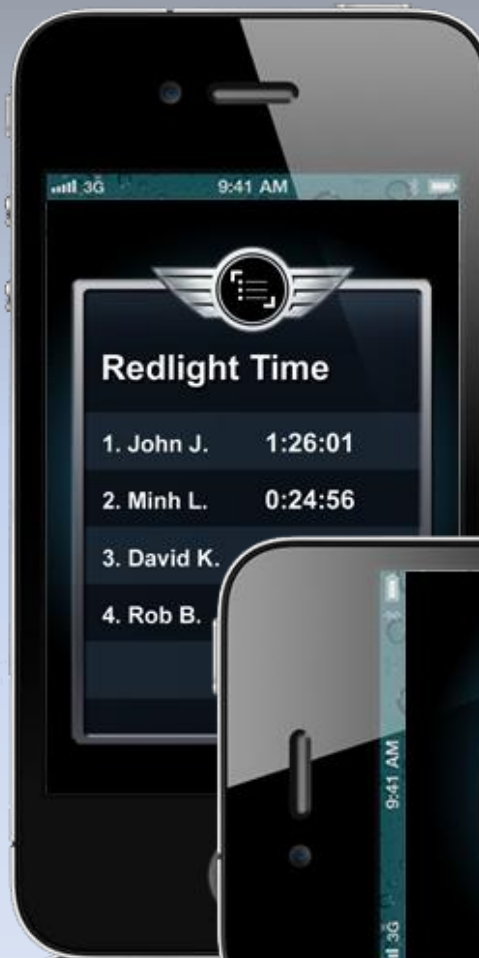 3G 9:41 AM
Redlight Time
1. John J. 1:26:01
2. Minh L. 0:24:56
3. David K.
4. Rob B.
9:41 AM
3G